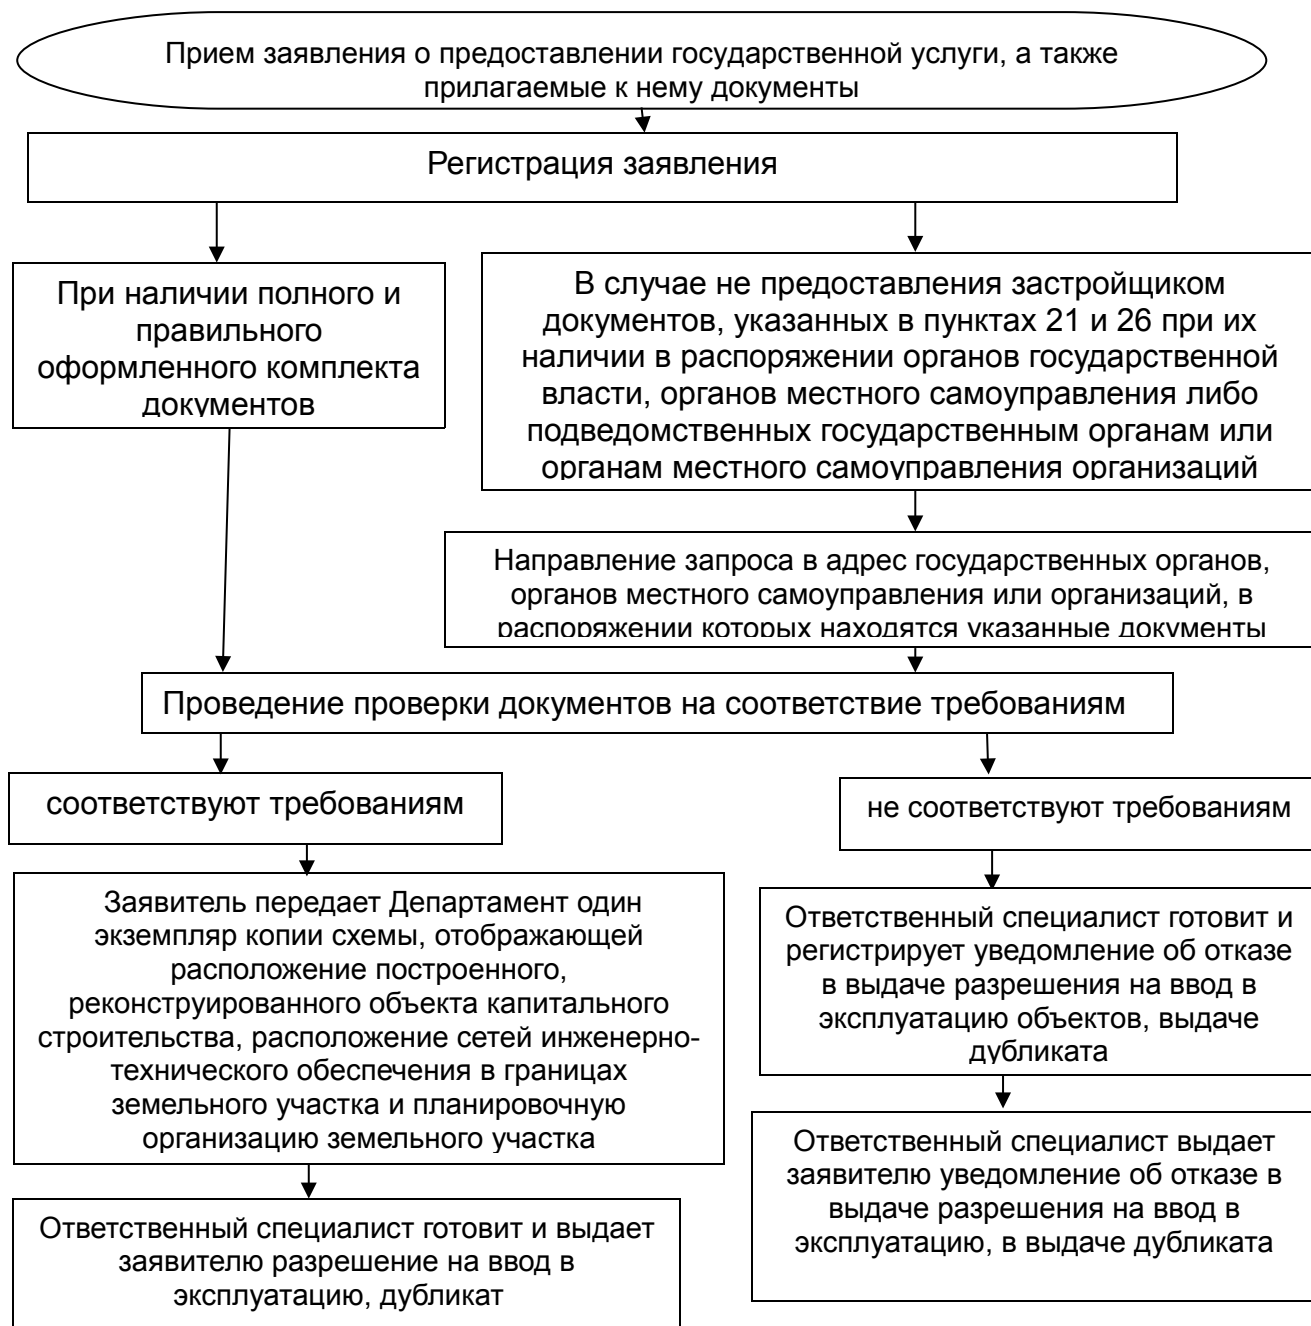 Прием заявления о предоставлении государственной услуги, а также
прилагаемые к нему документы
Регистрация заявления
При наличии полного и
правильного
оформленного комплекта
документов
В случае не предоставления застройщиком
документов, указанных в пунктах 21 и 26 при их
наличии в распоряжении органов государственной
власти, органов местного самоуправления либо
подведомственных государственным органам или
органам местного самоуправления организаций
Направление запроса в адрес государственных органов,
органов местного самоуправления или организаций, в
распоряжении которых находятся указанные документы
Проведение проверки документов на соответствие требованиям
соответствуют требованиям
не соответствуют требованиям
Заявитель передает Департамент один
экземпляр копии схемы, отображающей
расположение построенного,
реконструированного объекта капитального
строительства, расположение сетей инженерно-
технического обеспечения в границах
земельного участка и планировочную
организацию земельного участка
Ответственный специалист готовит и
регистрирует уведомление об отказе
в выдаче разрешения на ввод в
эксплуатацию объектов, выдаче
дубликата
Ответственный специалист выдает
заявителю уведомление об отказе в
выдаче разрешения на ввод в
эксплуатацию, в выдаче дубликата
Ответственный специалист готовит и выдает
заявителю разрешение на ввод в
эксплуатацию, дубликат